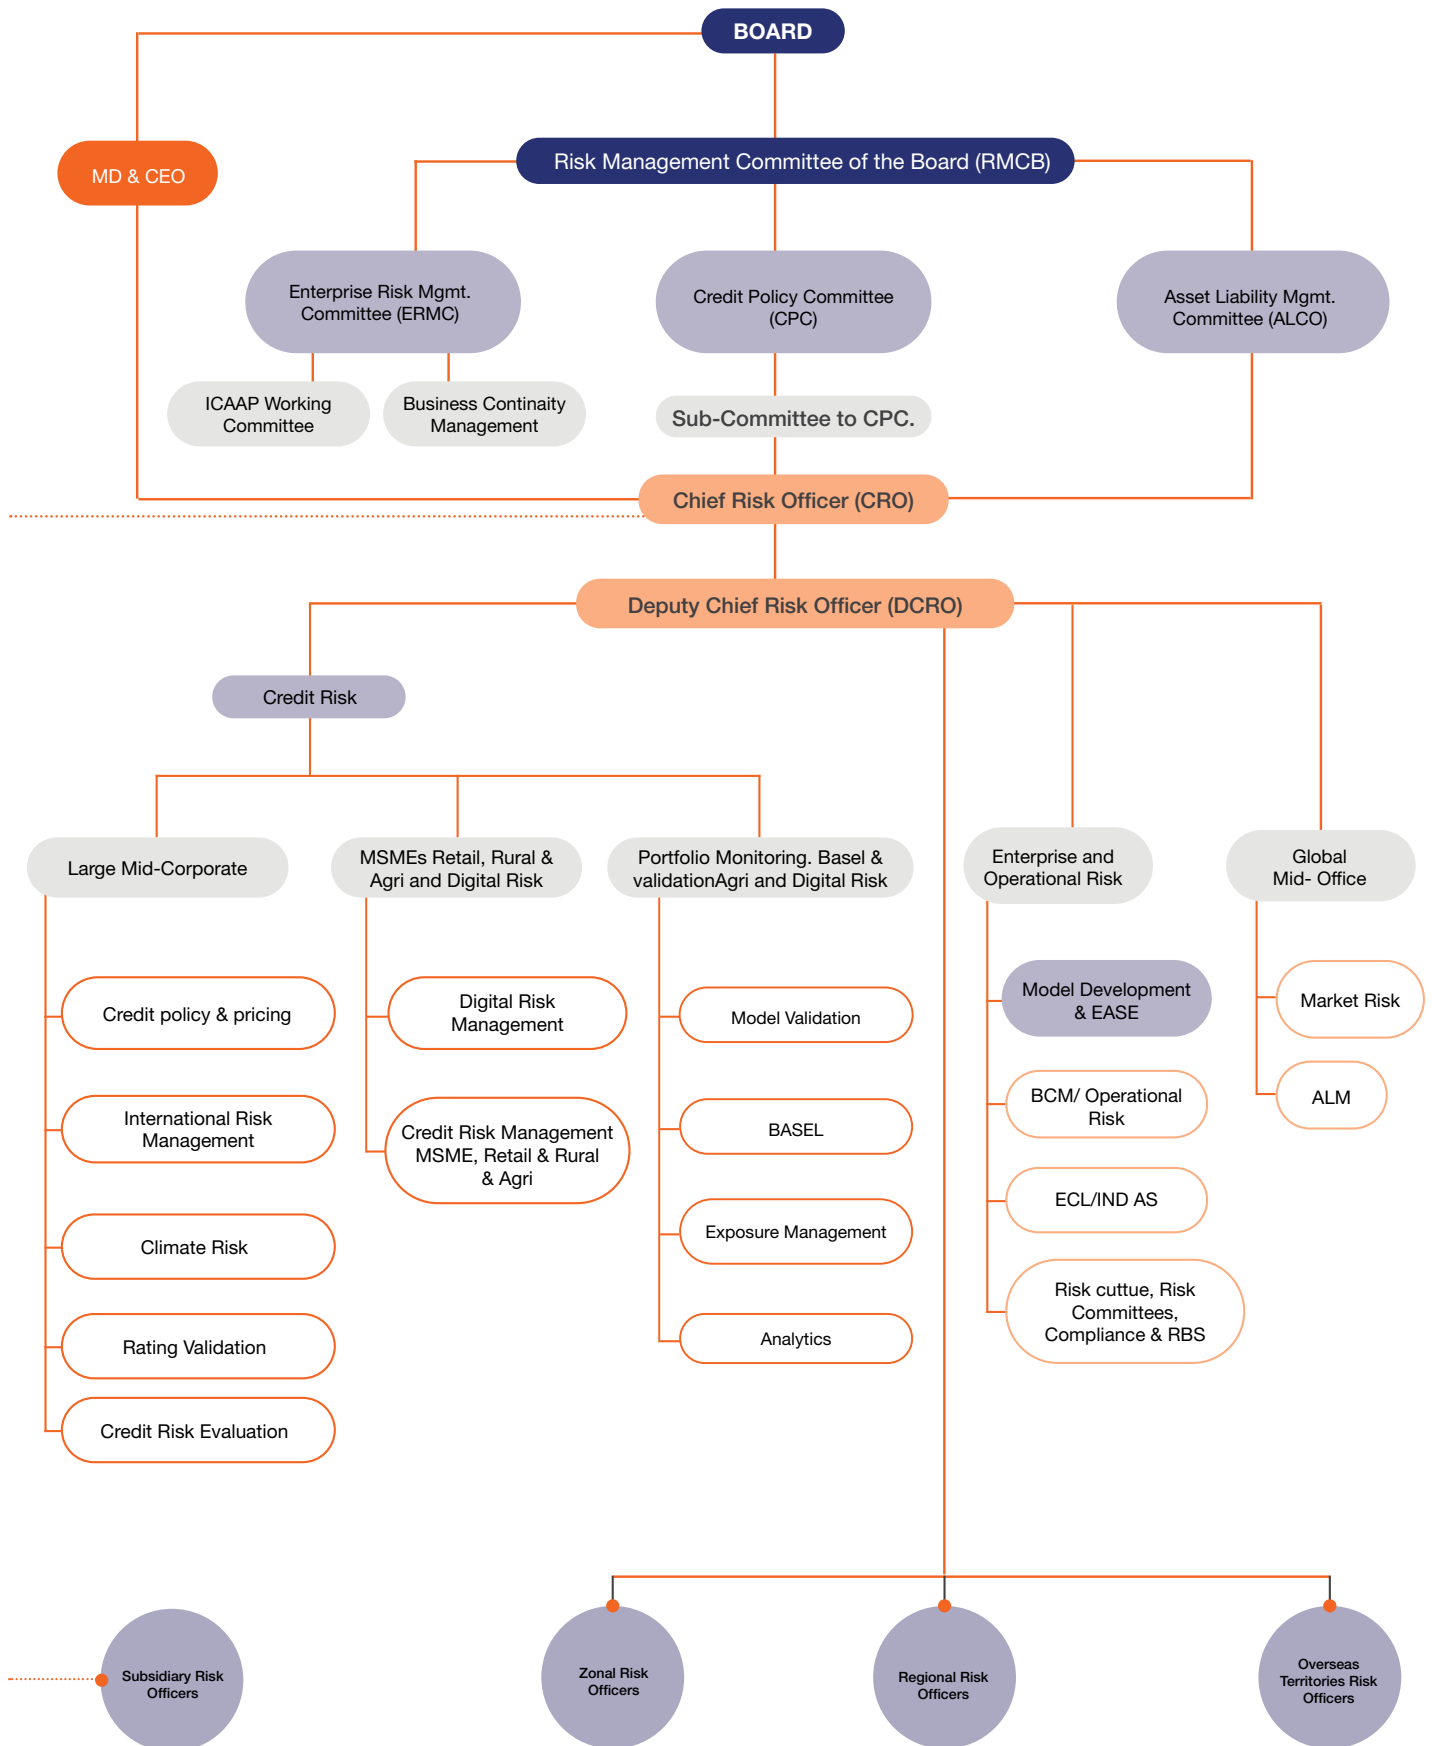 BOARD
MD & CEO
Risk Management Committee of the Board (RMCB)
Enterprise Risk Mgmt.
Committee (ERMC)
Credit Policy Committee
(CPC)
Asset Liability Mgmt.
Committee (ALCO)
ICAAP Working
Committee
Business Continaity
Management
Sub-Committee to CPC.
Chief Risk Officer (CRO)
Deputy Chief Risk Officer (DCRO)
Credit Risk
Large Mid-Corporate
MSMEs Retail, Rural &
Agri and Digital Risk
Portfolio Monitoring. Basel &
validationAgri and Digital Risk
Enterprise and
Operational Risk
Global
Mid- Office
Credit policy & pricing
International Risk
Management
Climate Risk
Rating Validation
Credit Risk Evaluation
Digital Risk
Management
Credit Risk Management
MSME, Retail & Rural
& Agri
Model Validation
BASEL
Exposure Management
Analytics
Model Development
& EASE
BCM/ Operational
Risk
ECL/IND AS
Risk cuttue, Risk
Committees,
Compliance & RBS
Market Risk
ALM
Subsidiary Risk
Officers
Zonal Risk
Officers
Regional Risk
Officers
Overseas
Territories Risk
Officers